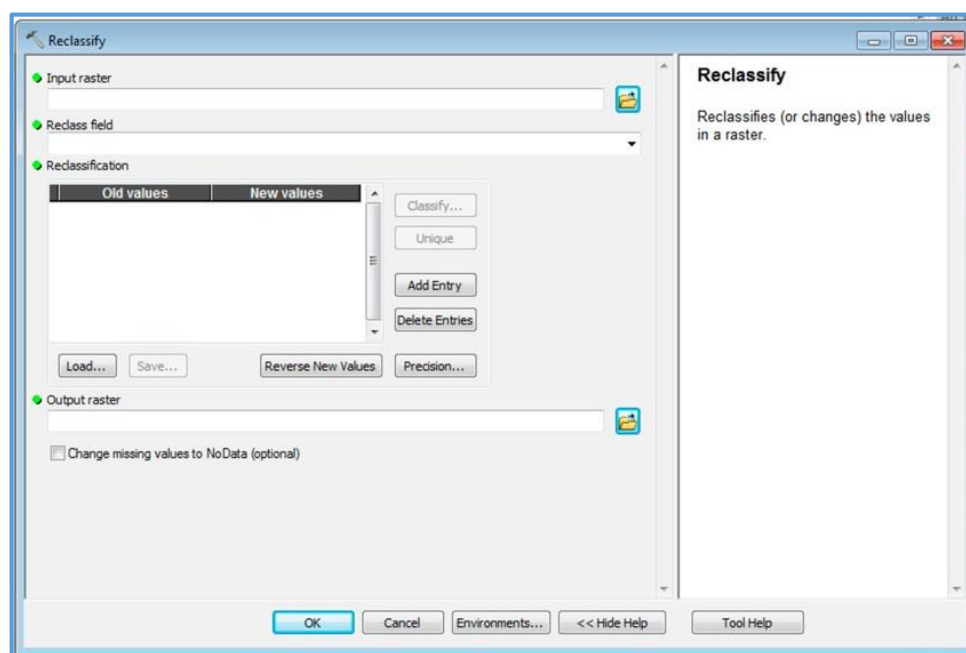 Reclassify
Input raster
Reclass field
Reclassification
Old values New values
Classify...
Unique
Add Entry
Delete Entries
Load... Save... Reverse New Values Precision...
Output raster
Change missing values to NoData (optional)
Reclassify
Reclassifies (or changes) the values
in a raster.
OK Cancel Environments... << Hide Help Tool Help